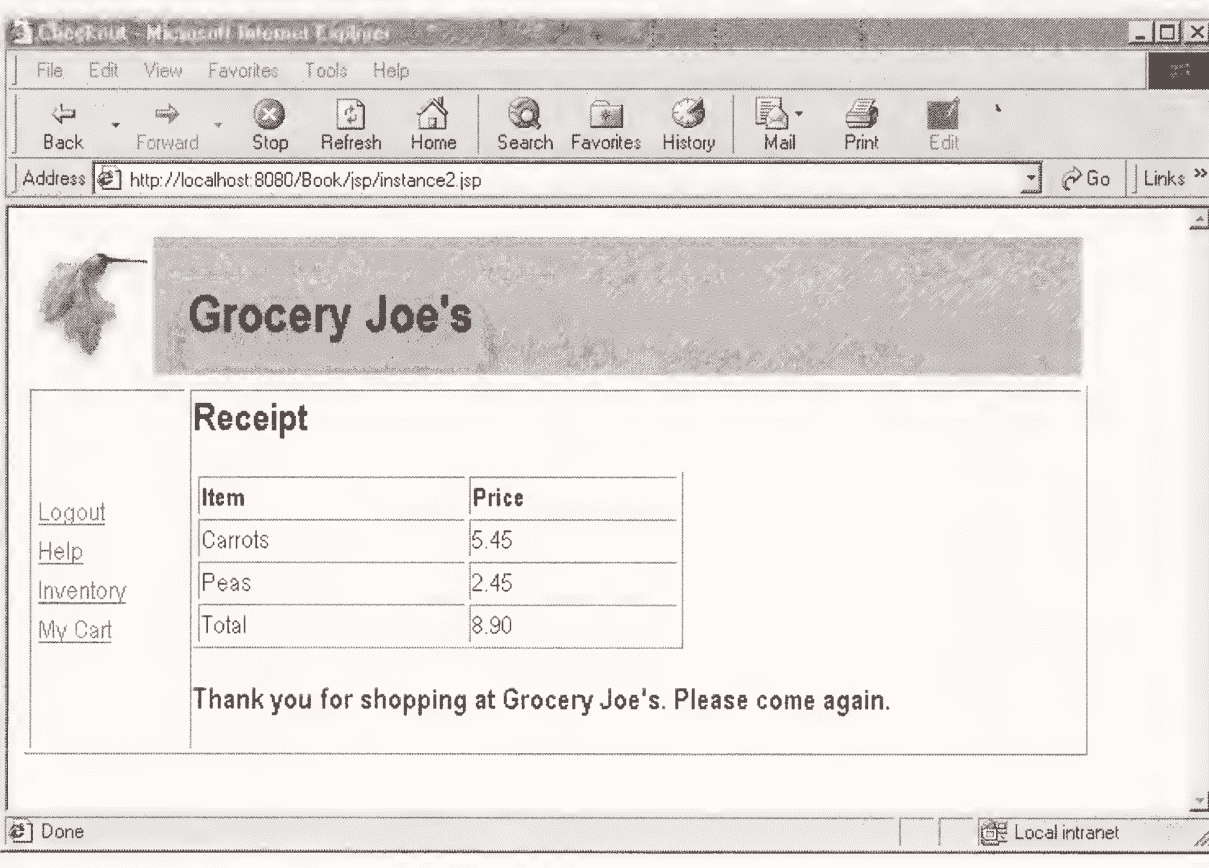 Checkout - Microsoft Internet Explorer
File Edit View Favorites Tools Help
Back Forward Stop Refresh Home Search Favorites History Mail Print Edit
Address http://localhost:8080/Book/jsp/instance2.jsp Go Links »
Grocery Joe's
Receipt
Item Price
Carrots 5.45
Peas 2.45
Total 8.90
Logout
Help
Inventory
My Cart
Thank you for shopping at Grocery Joe's. Please come again.
Done Local intranet